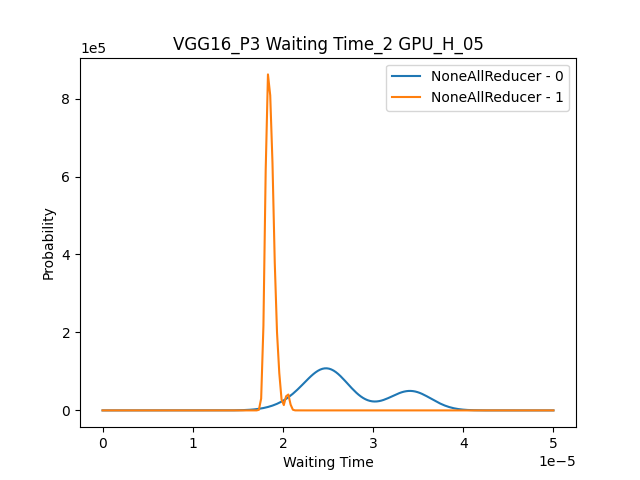 VGG16_P3 Waiting Time_2 GPU_H_05
1e5
NoneAllReducer - 0
NoneAllReducer - 1
8
6
4
2
0
Probability
0 1 2 3 4 5
1e−5
Waiting Time